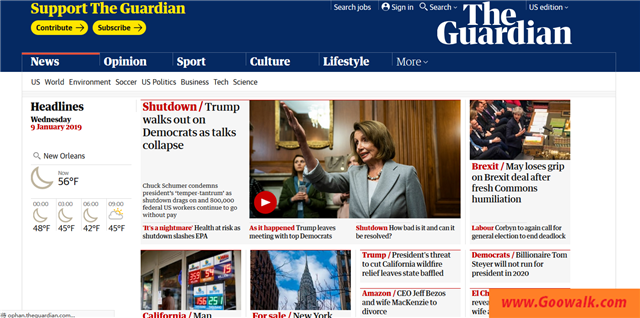 Support The Guardian
Contribute → Subscribe →
Search jobs Sign in Search US edition
The
Guardian
News Opinion Sport Culture Lifestyle More
US World Environment Soccer US Politics Business Tech Science
Headlines
Wednesday
9 January 2019
New Orleans
Now
56°F
00:00 03:00 06:00 09:00
48°F 45°F 42°F 45°F
Shutdown / Trump
walks out on
Democrats as talks
collapse
Chuck Schumer condemns
president's 'temper-tantrum' as
shutdown drags on and 800,000
federal US workers continue to go
without pay
'It's a nightmare' Health at risk as
shutdown slashes EPA
As it happened Trump leaves
meeting with top Democrats
Shutdown How bad is it and can it
be resolved?
Brexit / May loses grip
on Brexit deal after
fresh Commons
humiliation
Labour Corbyn to again call for
general election to end deadlock
California / Man
For sale / New York
Trump / President's threat
to cut California wildfire
relief leaves state baffled
Amazon / CEO Jeff Bezos
and wife MacKenzie to
divorce
Democrats / Billionaire Tom
Steyer will not run for
president in 2020
El Ch
revea
wife a
www.Goowalk.com
ophan.theguardian.com...